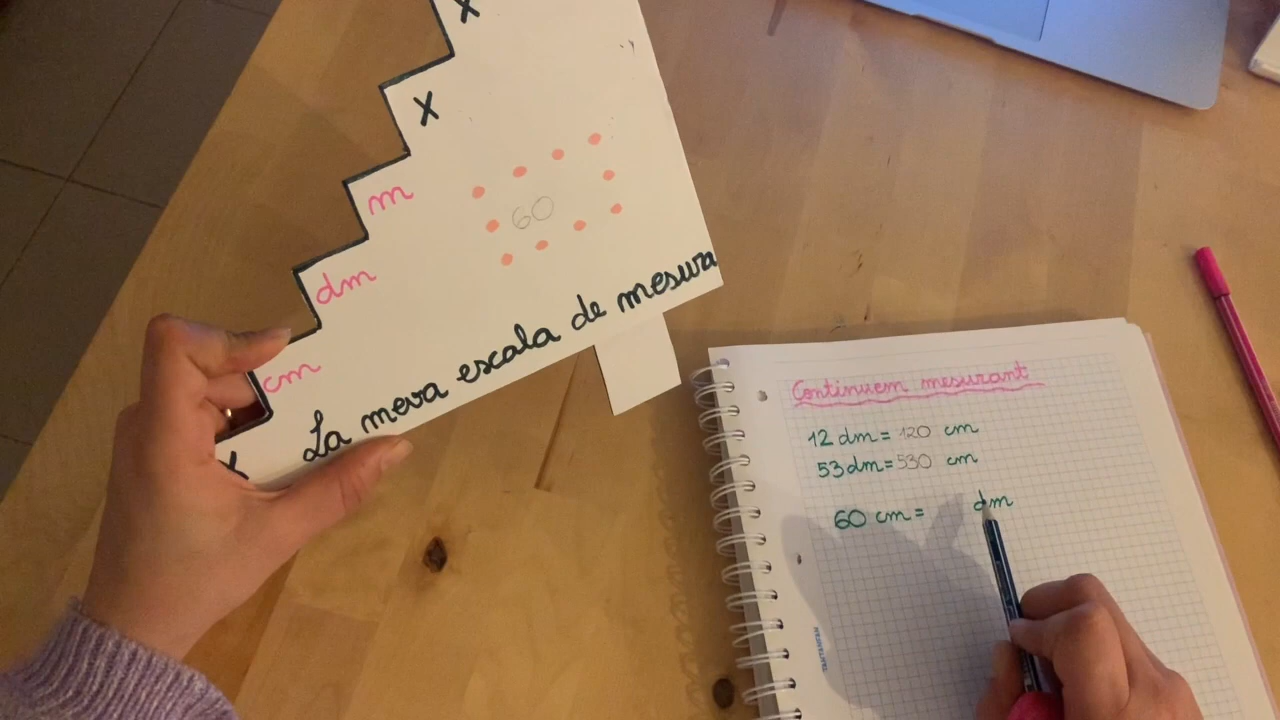 X
X
m
dm
cm
X
60
La meva escala de mesura
Continuem mesurant
12 dm = 120 cm
53 dm = 530 cm
60 cm = dm